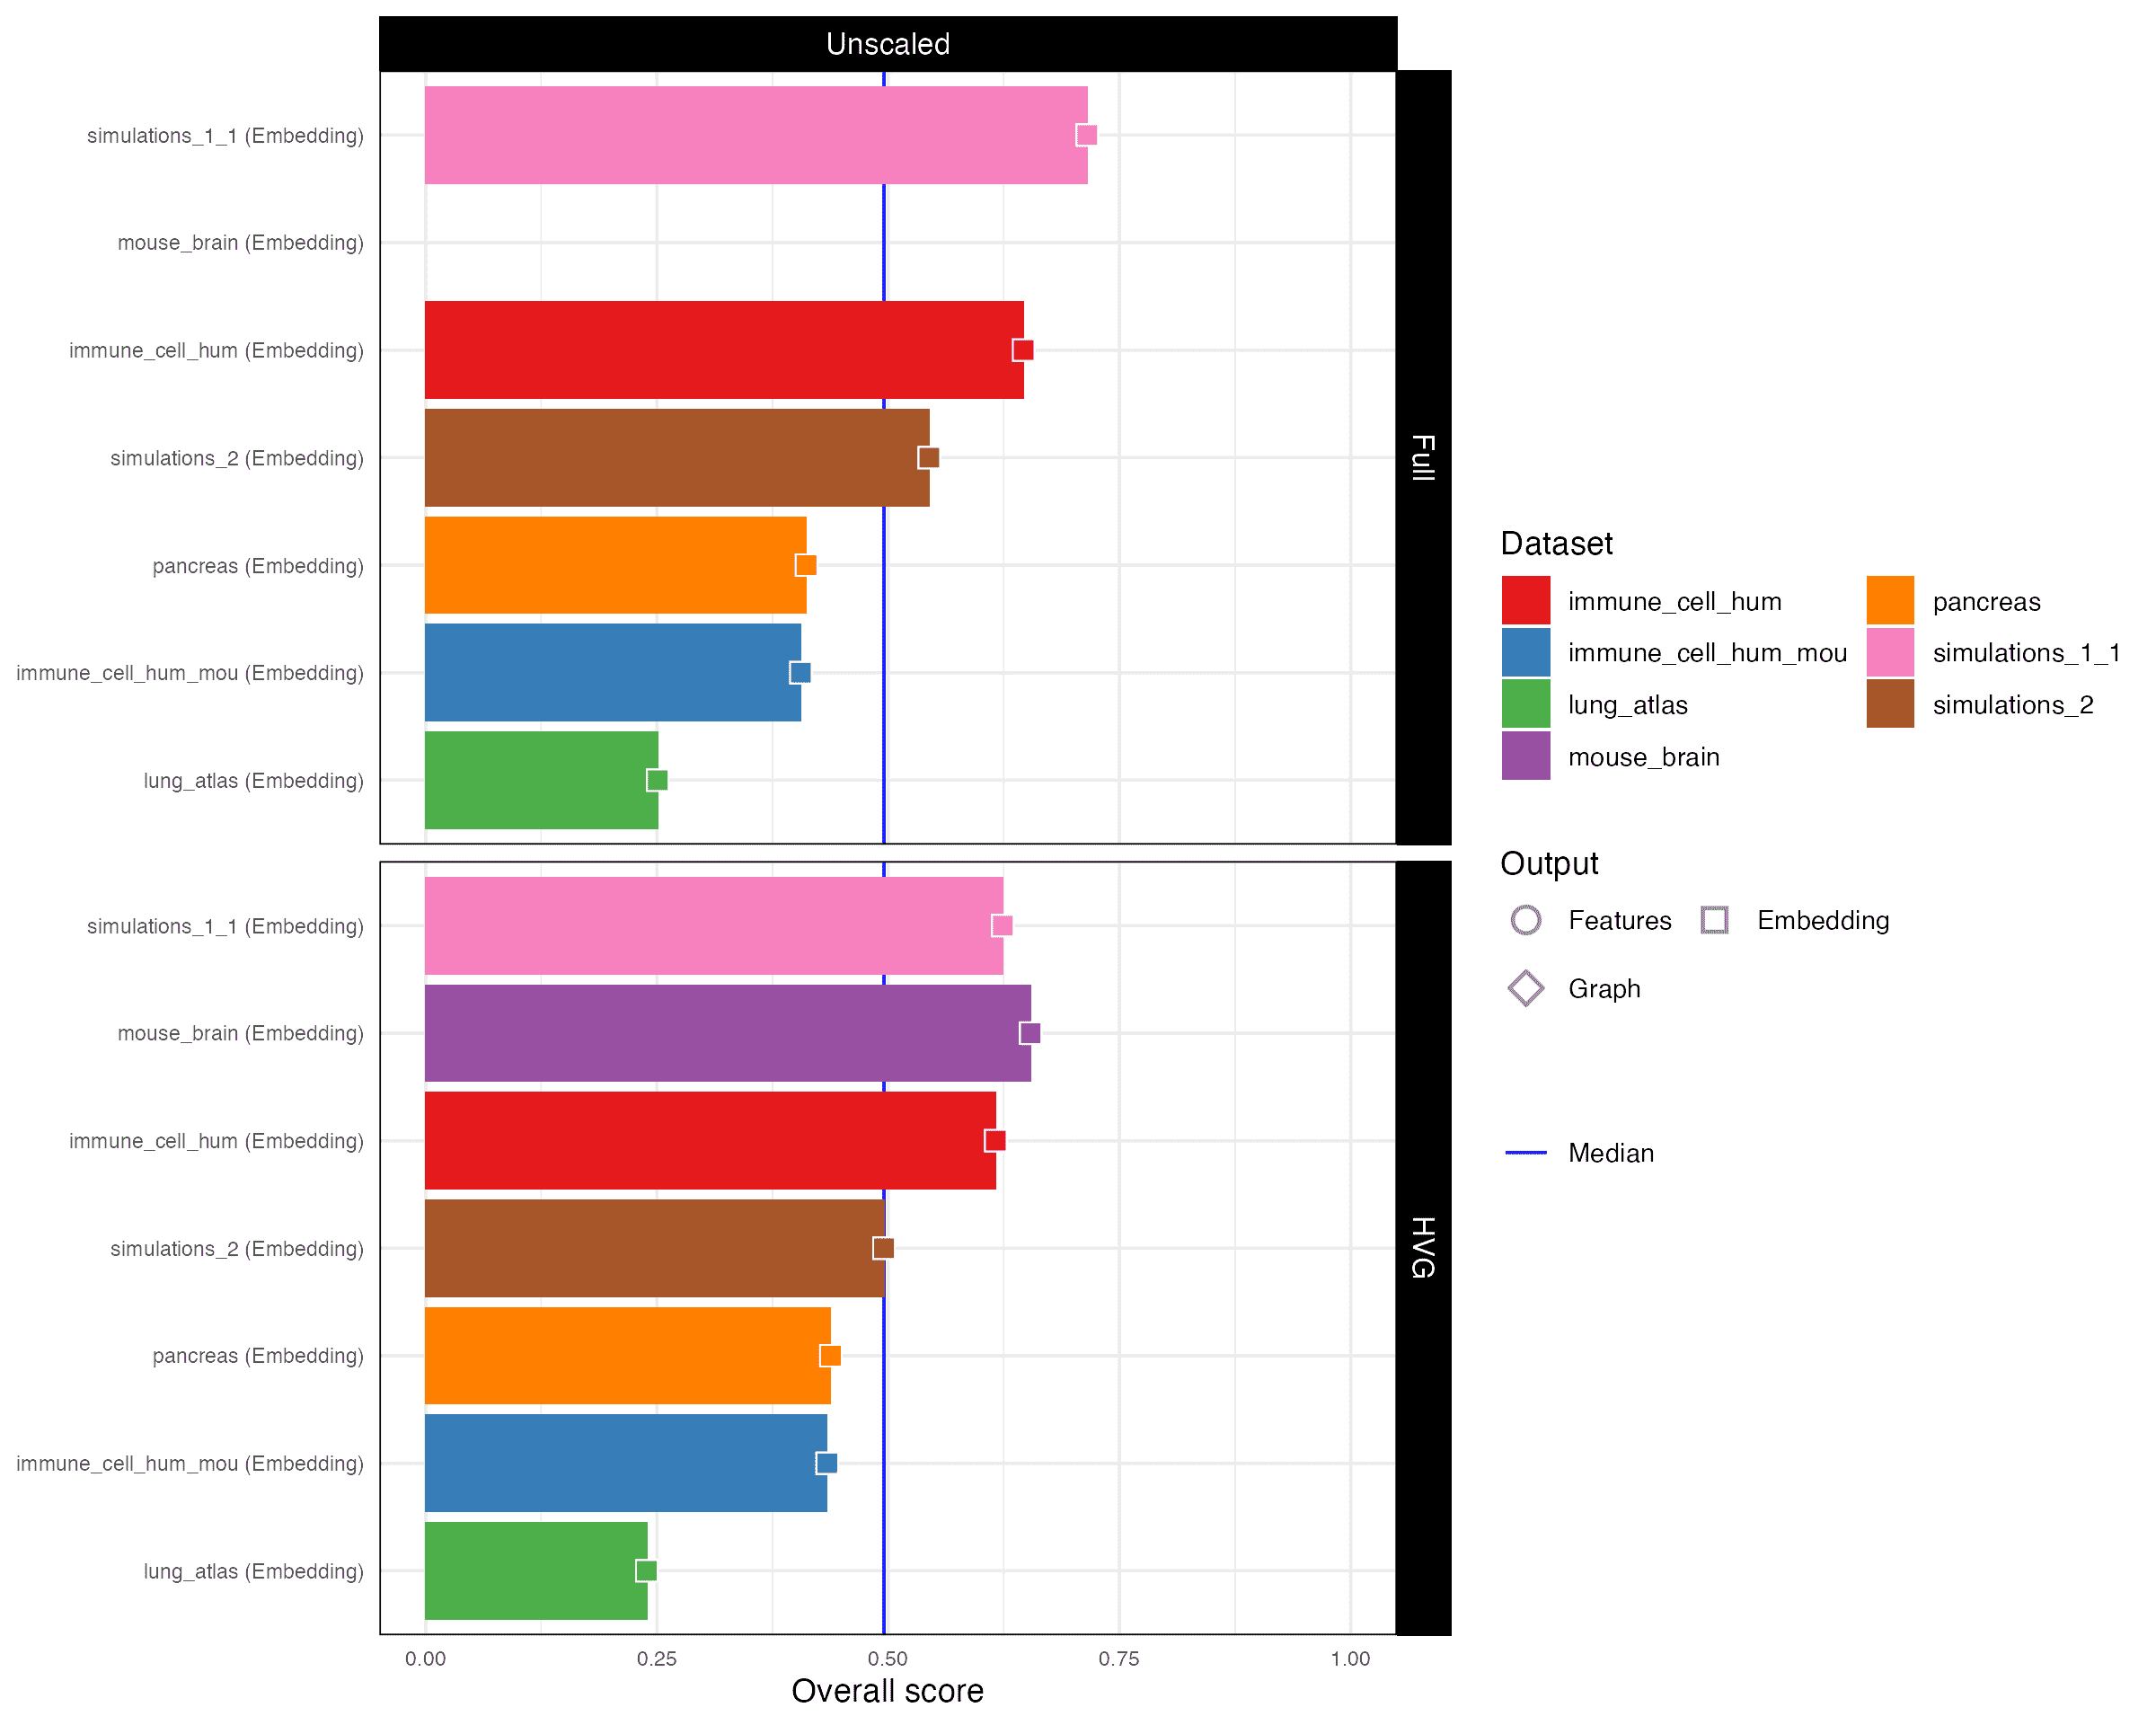 Unscaled
simulations_1_1 (Embedding)
mouse_brain (Embedding)
immune_cell_hum (Embedding)
simulations_2 (Embedding)
pancreas (Embedding)
immune_cell_hum_mou (Embedding)
lung_atlas (Embedding)
Full
simulations_1_1 (Embedding)
mouse_brain (Embedding)
immune_cell_hum (Embedding)
simulations_2 (Embedding)
pancreas (Embedding)
immune_cell_hum_mou (Embedding)
lung_atlas (Embedding)
HVG
0.00 0.25 0.50 0.75 1.00
Overall score
Dataset
immune_cell_hum pancreas
immune_cell_hum_mou simulations_1_1
lung_atlas simulations_2
mouse_brain
Output
Features Embedding
Graph
Median